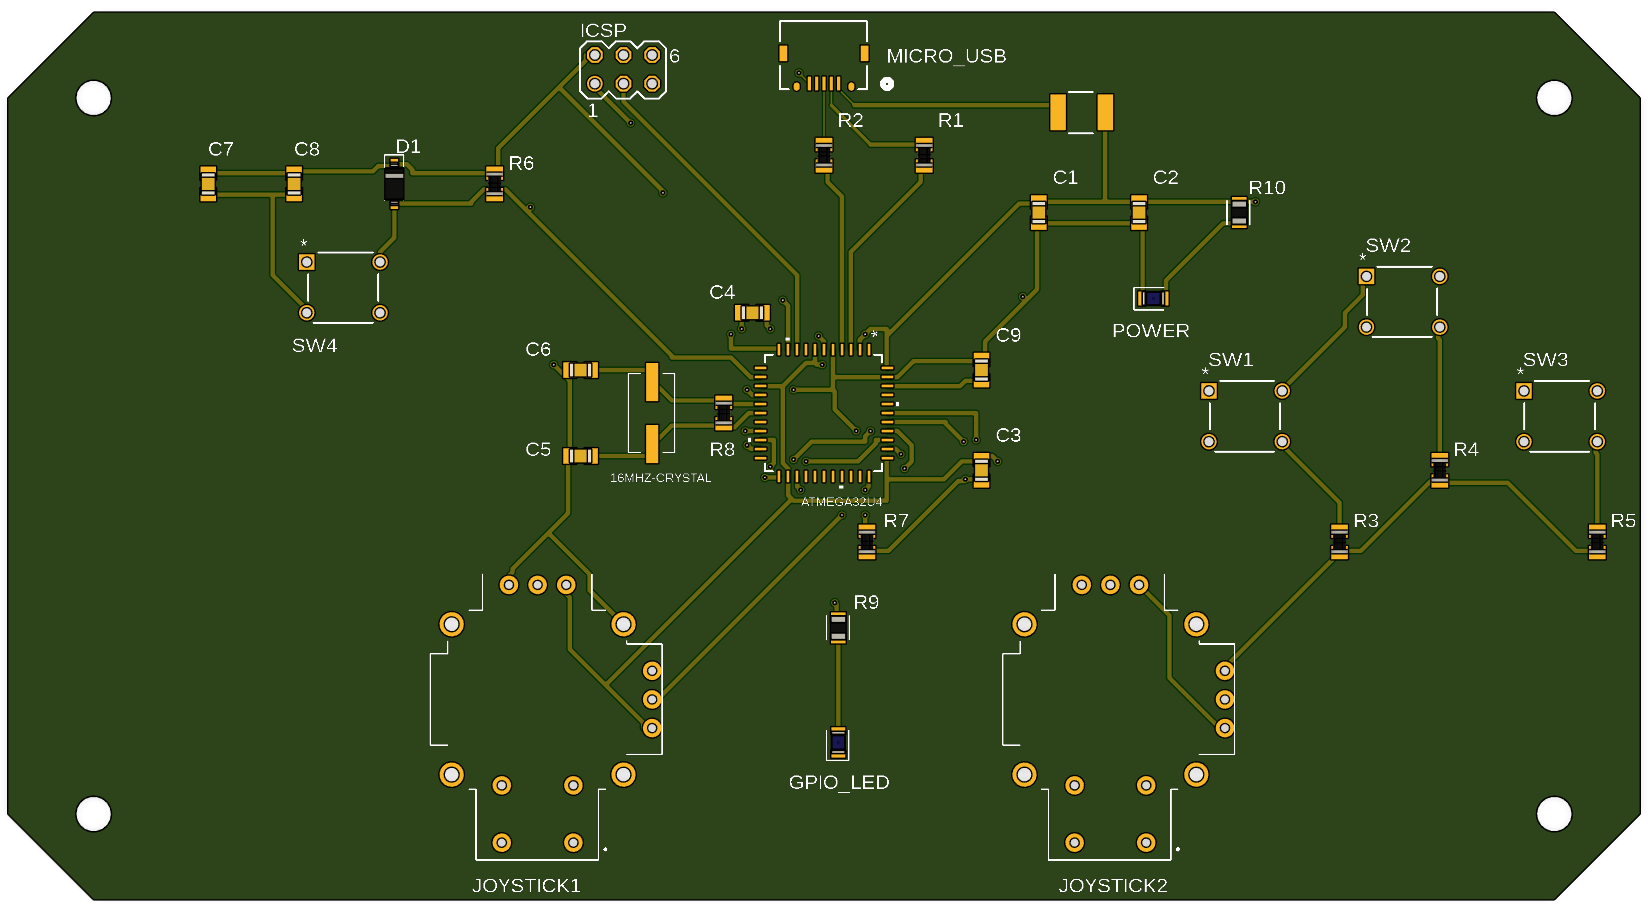 ICSP
6
MICRO_USB
1
R2
R1
C7
C8
D1
R6
C1
C2
R10
*
SW2
*
C4
POWER
SW4
C6
*
C9
SW1
*
SW3
*
C5
R8
C3
R4
16MHZ-CRYSTAL
ATMEGA32U4
R7
R3
R5
R9
GPIO_LED
JOYSTICK1
JOYSTICK2